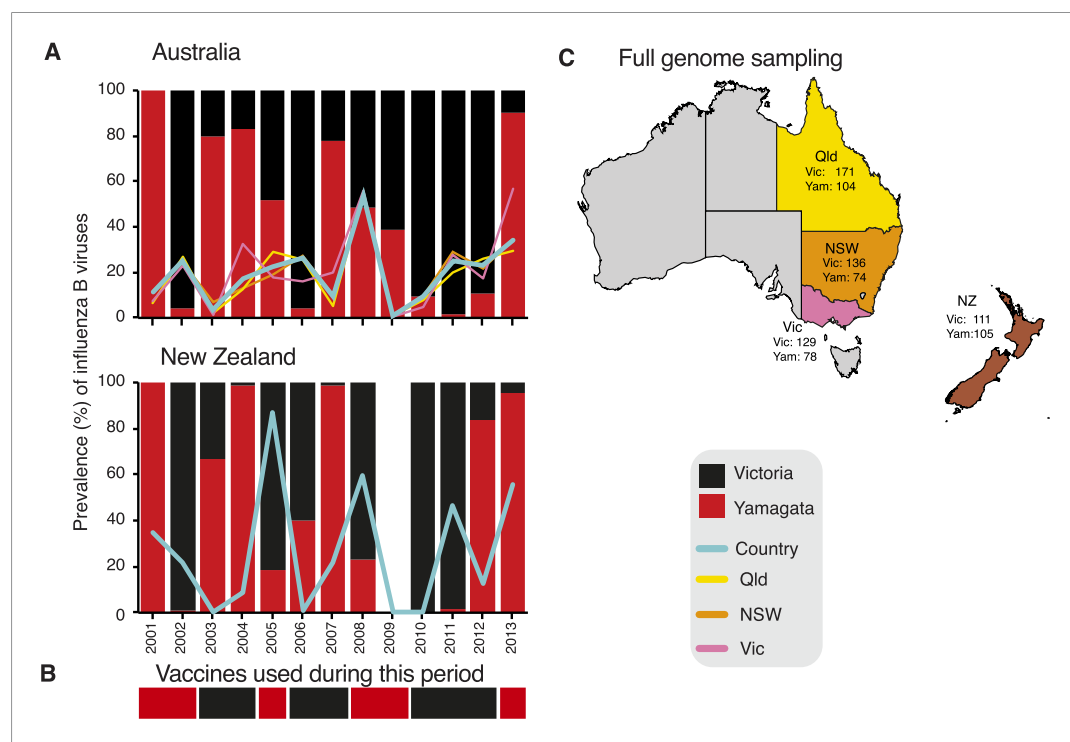 A
Australia
Prevalence (%) of influenza B viruses
100
80
60
40
20
0
New Zealand
100
80
60
40
20
0
2001
2002
2003
2004
2005
2006
2007
2008
2009
2010
2011
2012
2013
B
Vaccines used during this period
C
Full genome sampling
Qld
Vic: 171
Yam: 104
NSW
Vic: 136
Yam: 74
Vic
Vic: 129
Yam: 78
NZ
Vic: 111
Yam:105
Victoria
Yamagata
Country
Qld
NSW
Vic